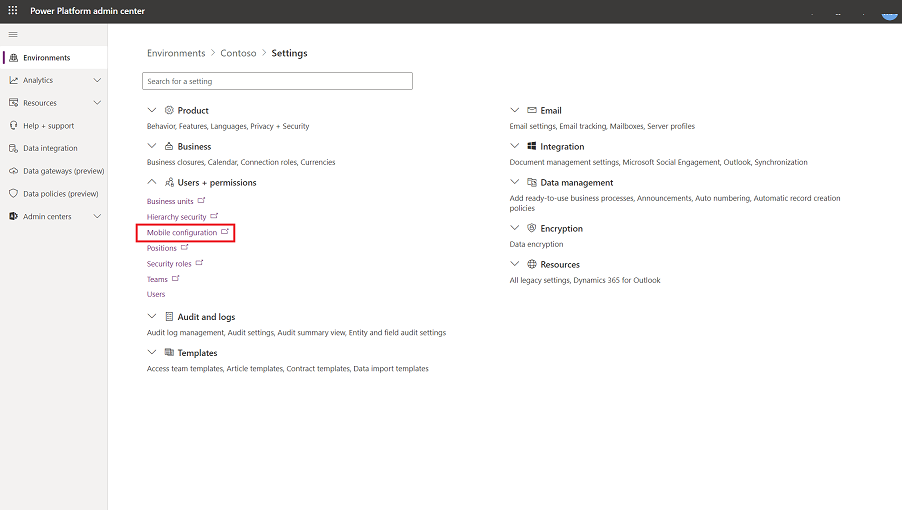 Power Platform admin center
Environments
Analytics
Resources
Help + support
Data integration
Data gateways (preview)
Data policies (preview)
Admin centers
Environments > Contoso > Settings
Search for a setting
Product
Behavior, Features, Languages, Privacy + Security
Business
Business closures, Calendar, Connection roles, Currencies
Users + permissions
Business units
Hierarchy security
Mobile configuration
Positions
Security roles
Teams
Users
Audit and logs
Audit log management, Audit settings, Audit summary view, Entity and field audit settings
Templates
Access team templates, Article templates, Contract templates, Data import templates
Email
Email settings, Email tracking, Mailboxes, Server profiles
Integration
Document management settings, Microsoft Social Engagement, Outlook, Synchronization
Data management
Add ready-to-use business processes, Announcements, Auto numbering, Automatic record creation
policies
Encryption
Data encryption
Resources
All legacy settings, Dynamics 365 for Outlook